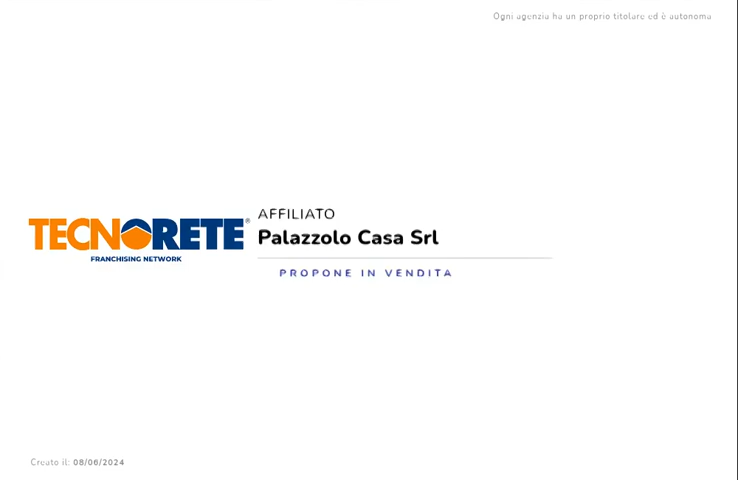 Ogni agenzia ha un proprio titolare ed è autonoma
TECNORETE®
FRANCHISING NETWORK
AFFILIATO
Palazzolo Casa Srl
PROPONE IN VENDITA
Creato il: 08/06/2024